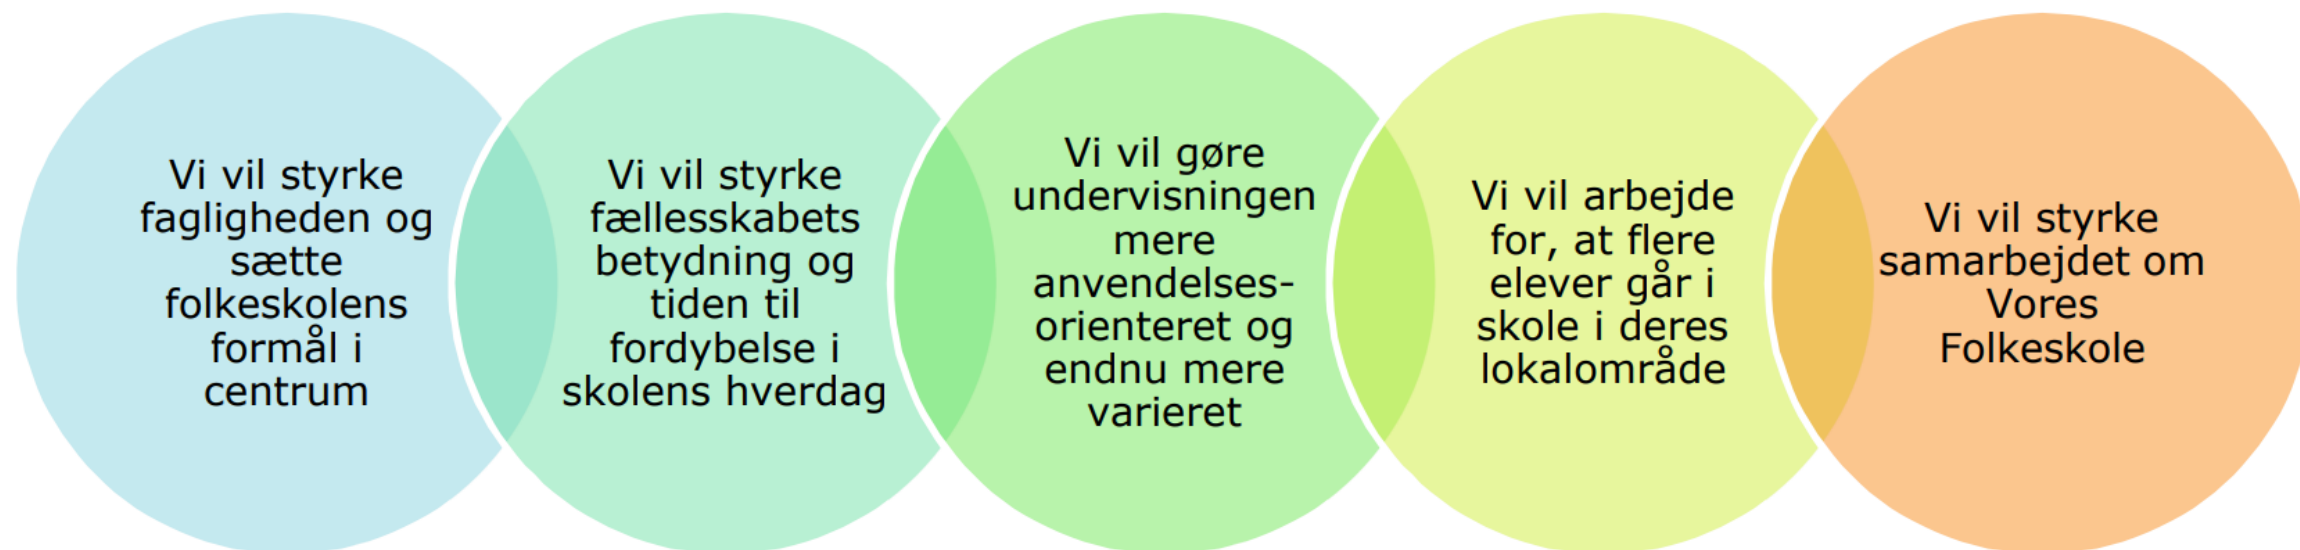 Vi vil styrke
fagligheden og
sætte
folkeskolens
formål i
centrum
Vi vil styrke
fællesskabets
betydning og
tiden til
fordybelse i
skolens hverdag
Vi vil gøre
undervisningen
mere
anvendelses-
orienteret og
endnu mere
varieret
Vi vil arbejde
for, at flere
elever går i
skole i deres
lokalområde
Vi vil styrke
samarbejdet om
Vores
Folkeskole